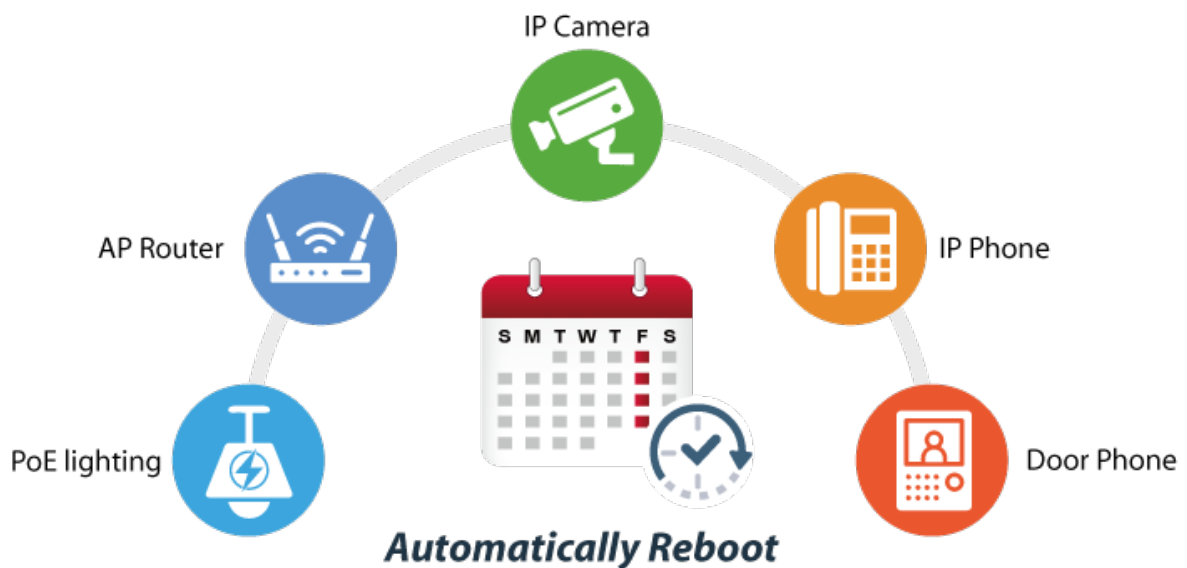 IP Camera
AP Router
IP Phone
S M T W T F S
PoE lighting
Door Phone
Automatically Reboot